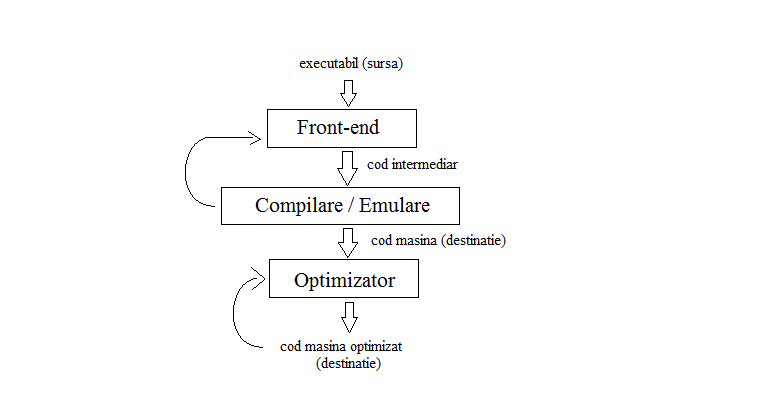 executabil (sursa)
Front-end
cod intermediar
Compilare / Emulare
cod masina (destinatie)
Optimizator
cod masina optimizat
(destinatie)